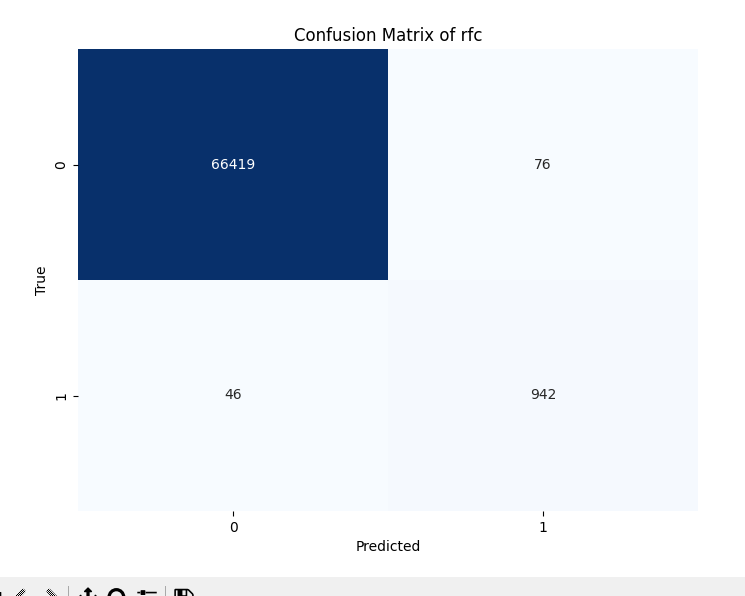 Confusion Matrix of rfc
0
66419
76
True
1
46
942
0
1
Predicted